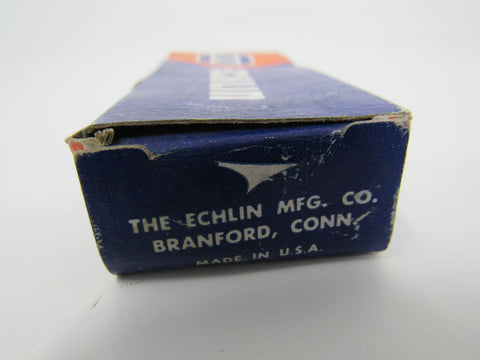 THE ECHLIN MFG. CO.
BRANFORD, CONN.
MADE IN U.S.A.